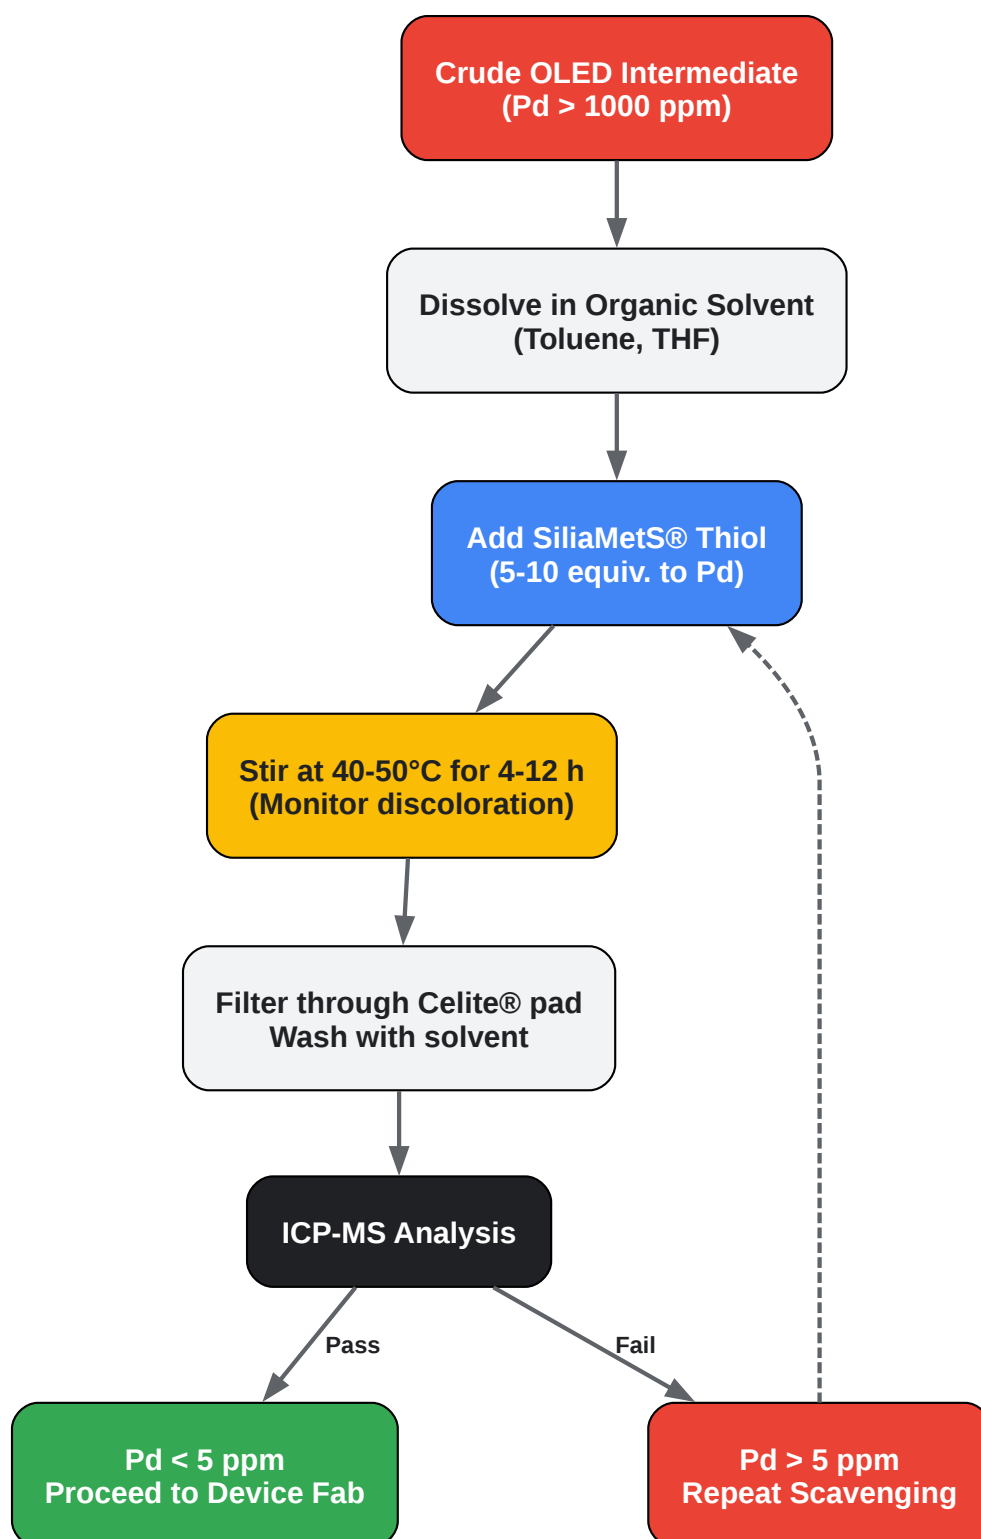 Crude OLED Intermediate
(Pd > 1000 ppm)
Dissolve in Organic Solvent
(Toluene, THF)
Add SiliaMetS® Thiol
(5-10 equiv. to Pd)
Stir at 40-50°C for 4-12 h
(Monitor discoloration)
Filter through Celite® pad
Wash with solvent
ICP-MS Analysis
Pass
Fail
Pd < 5 ppm
Proceed to Device Fab
Pd > 5 ppm
Repeat Scavenging